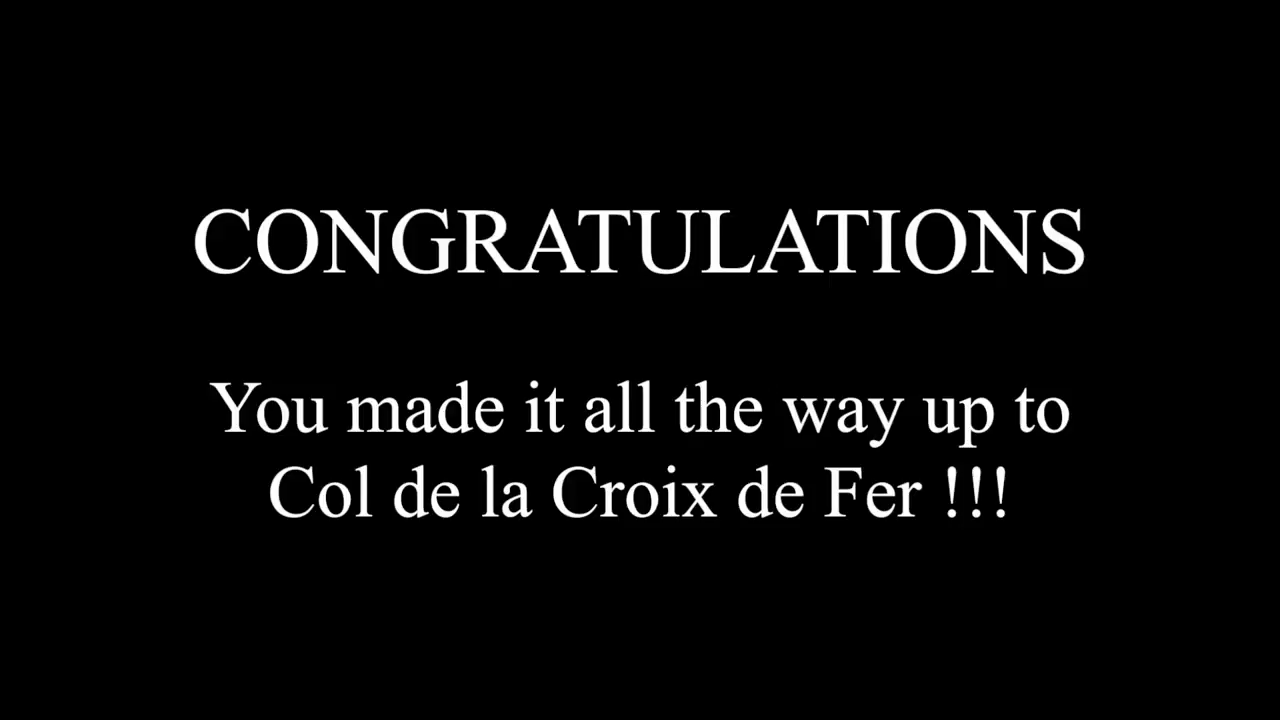 CONGRATULATIONS
You made it all the way up to
Col de la Croix de Fer !!!